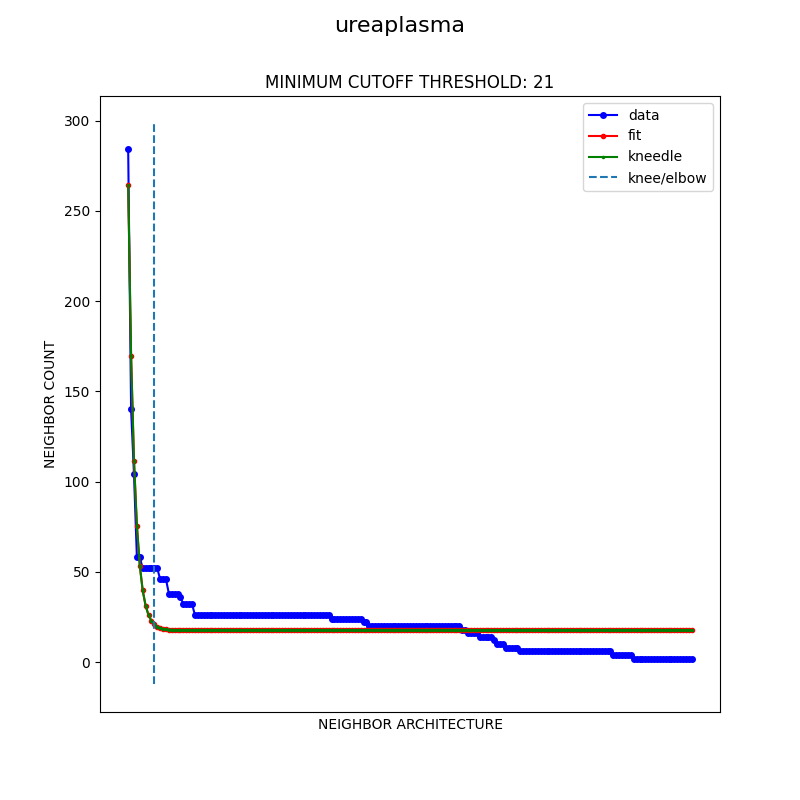 ureaplasma
MINIMUM CUTOFF THRESHOLD: 21
300
250
200
150
100
50
0
NEIGHBOR COUNT
data
fit
kneedle
knee/elbow
NEIGHBOR ARCHITECTURE